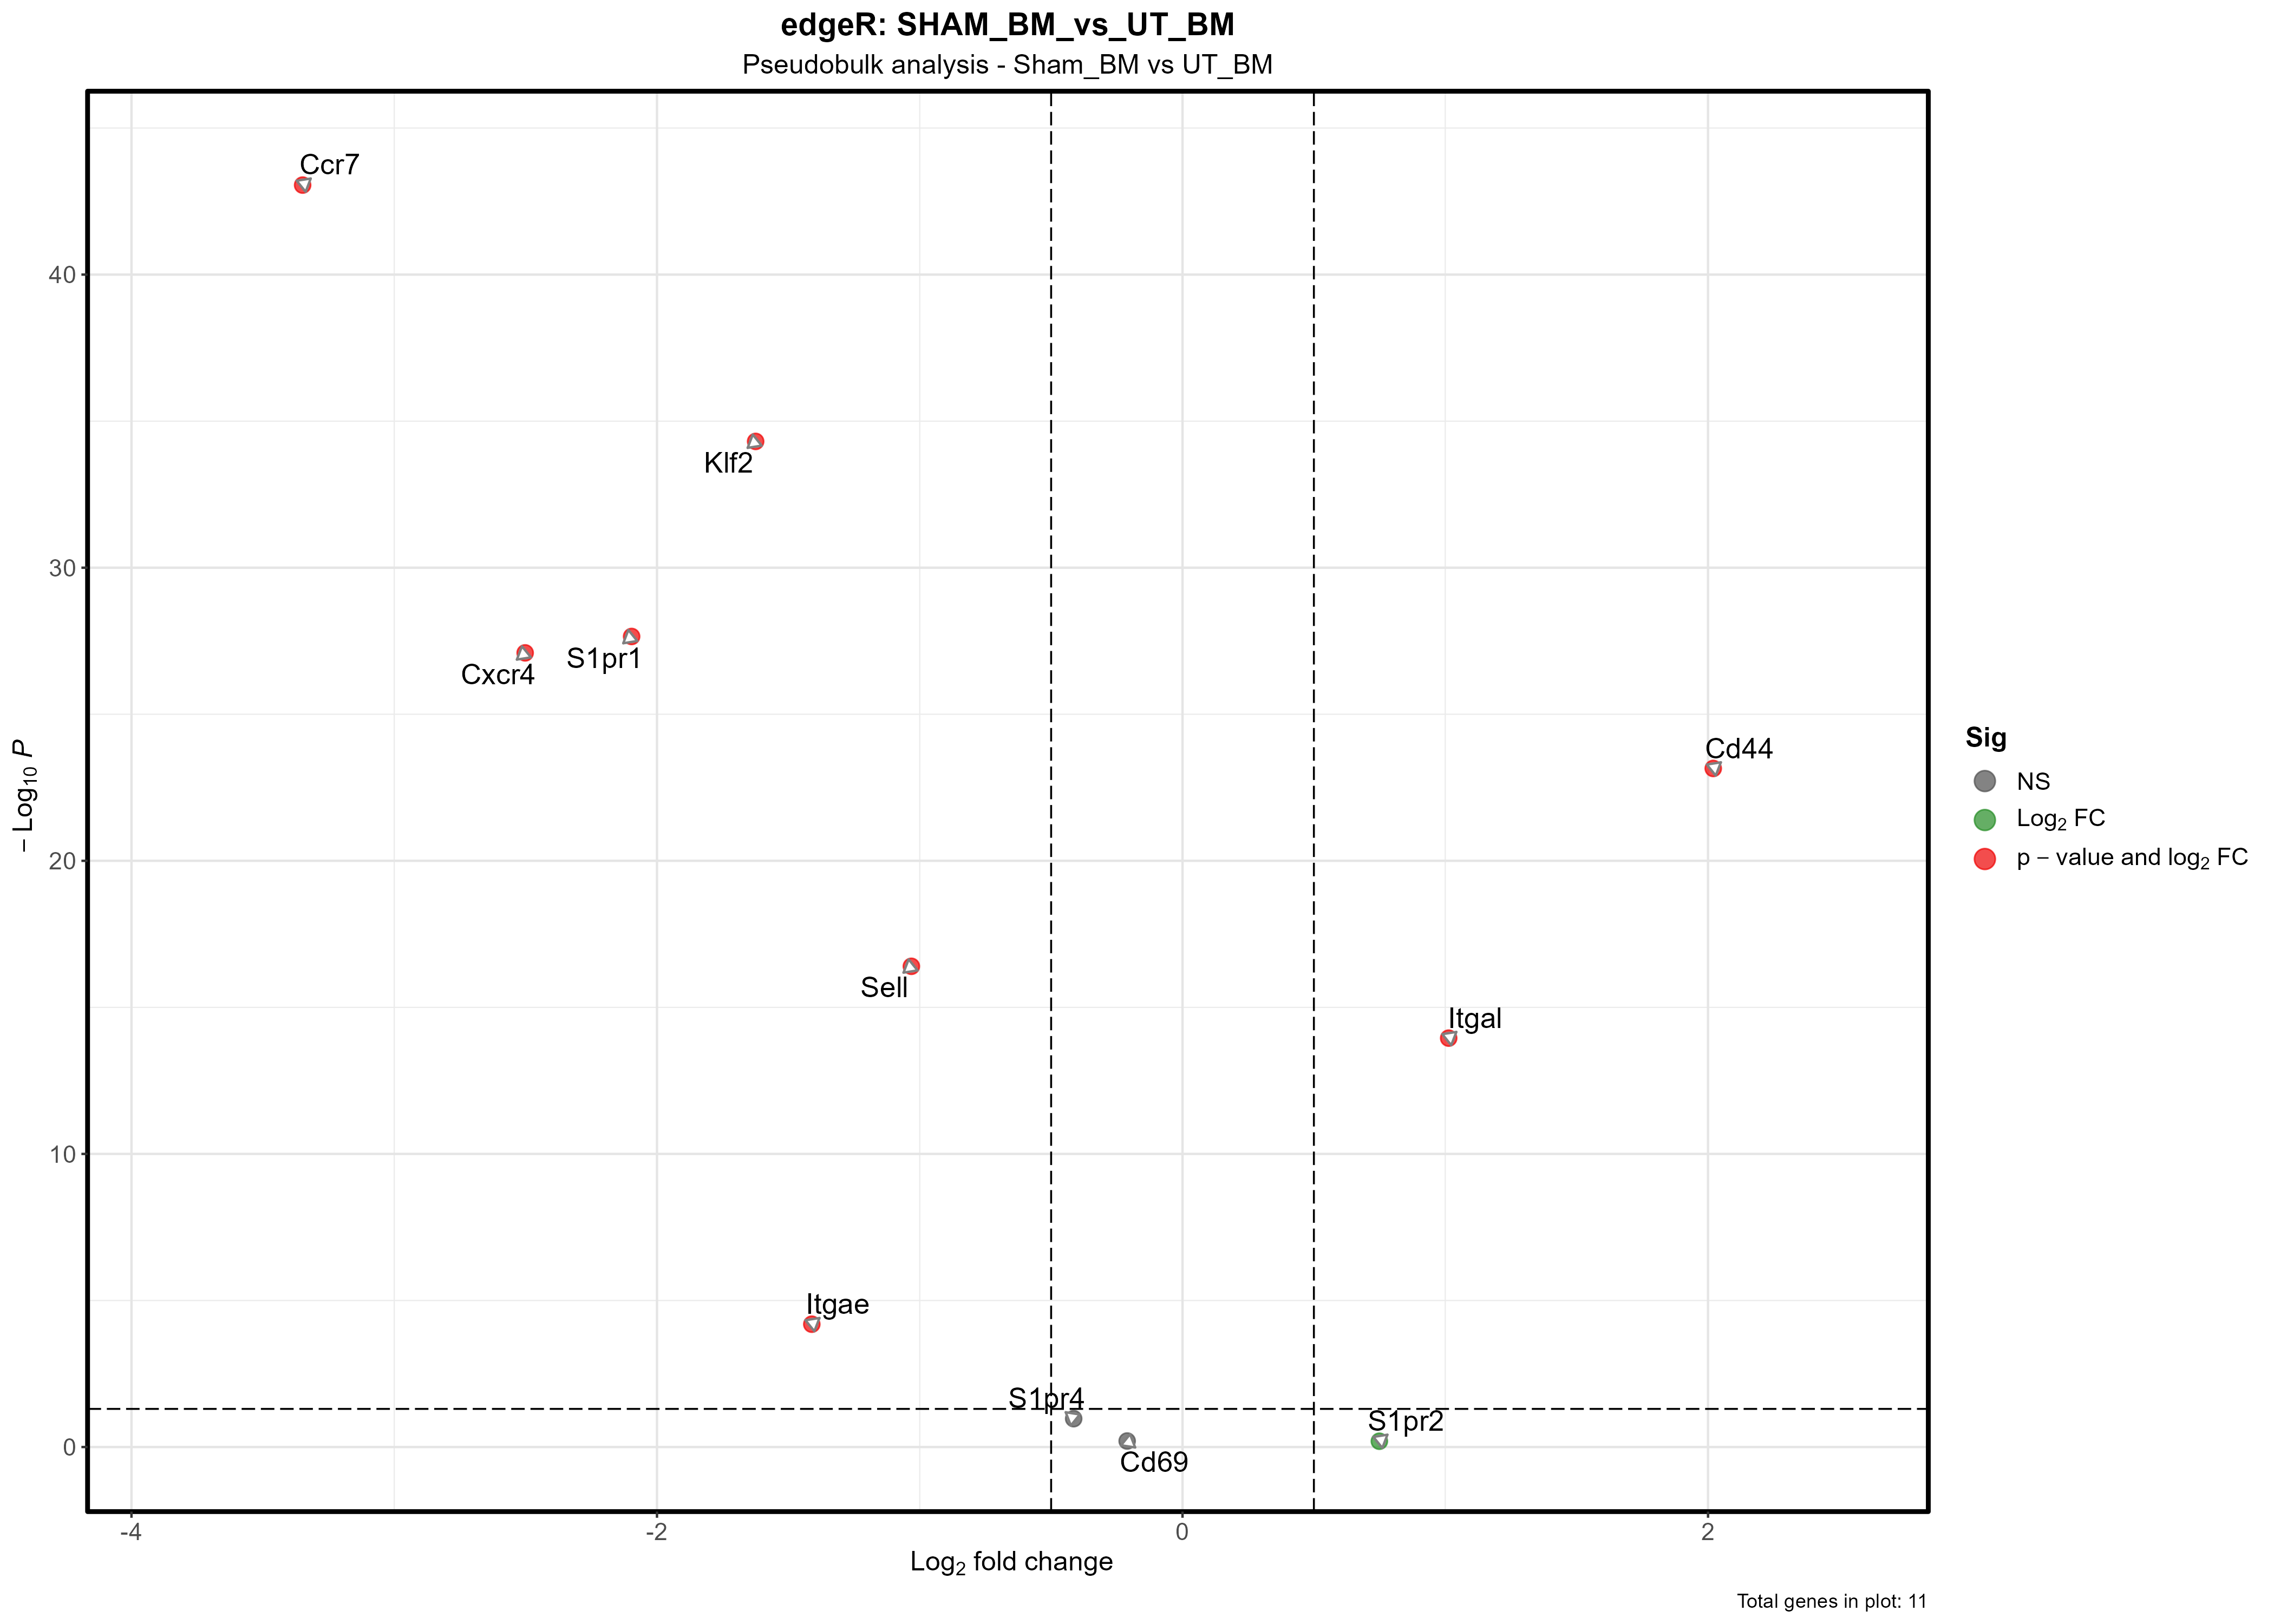 edgeR: SHAM_BM_vs_UT_BM
Pseudobulk analysis - Sham_BM vs UT_BM
Ccr7
40
Klf2
30
S1pr1
Cxcr4
Cd44
20
Sell
Itgal
10
Itgae
S1pr4
S1pr2
Cd69
0
− Log₁₀ P
-4
-2
0
2
Log₂ fold change
Sig
NS
Log₂ FC
p − value and log₂ FC
Total genes in plot: 11